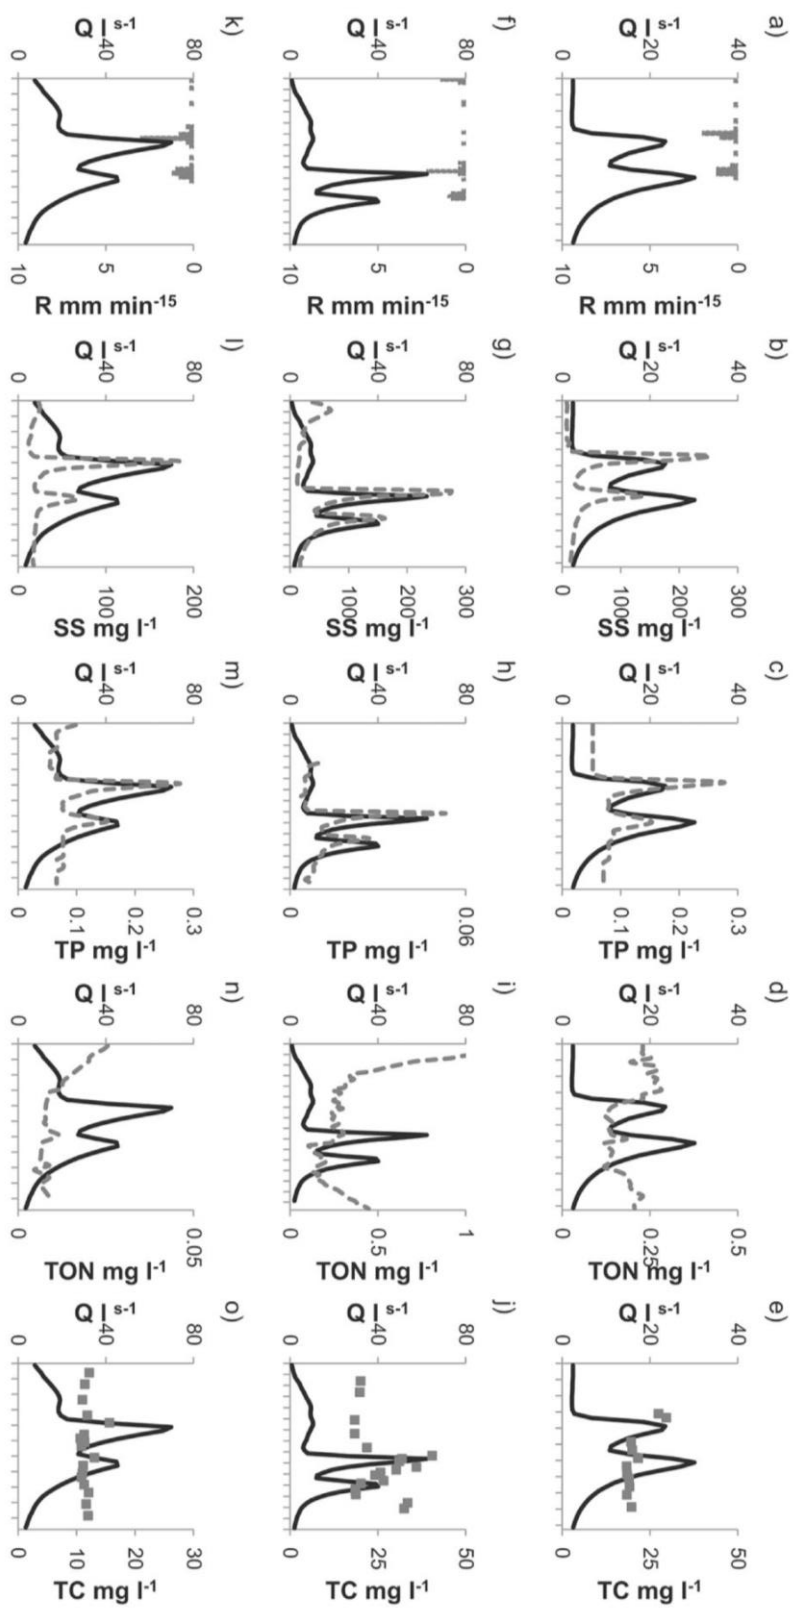 a)
40
20
0
Q l s-1
0
5
10
R mm min-15
b)
40
20
0
Q l s-1
300
2000
1000
0
SS mg l-1
c)
40
20
0
Q l s-1
0.3
0.2
0.1
0
TP mg l-1
d)
40
20
0
Q l s-1
0.5
0.25
0
TON mg l-1
e)
40
20
0
Q l s-1
50
25
0
TC mg l-1
f)
80
40
0
Q l s-1
0
5
10
R mm min-15
g)
80
40
0
Q l s-1
300
2000
1000
0
SS mg l-1
h)
80
40
0
Q l s-1
0.06
0
TP mg l-1
i)
80
40
0
Q l s-1
1
0.5
0
TON mg l-1
j)
80
40
0
Q l s-1
50
25
0
TC mg l-1
k)
80
40
0
Q l s-1
0
5
10
R mm min-15
l)
80
40
0
Q l s-1
200
100
0
SS mg l-1
m)
80
40
0
Q l s-1
0.3
0.2
0.1
0
TP mg l-1
n)
80
40
0
Q l s-1
0.05
0
TON mg l-1
o)
80
40
0
Q l s-1
30
20
10
0
TC mg l-1